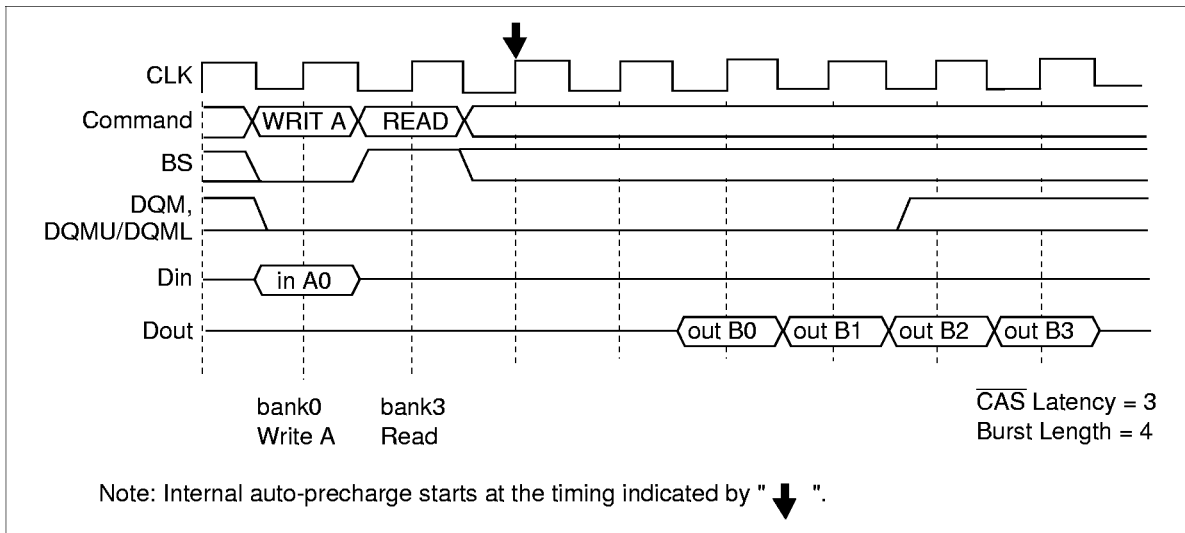 CLK
Command WRIT A READ
BS
DQM,
DQMU/DQML
Din in A0
Dout out B0 out B1 out B2 out B3
bank0 bank3
Write A Read
CAS Latency = 3
Burst Length = 4
Note: Internal auto-precharge starts at the timing indicated by " ".